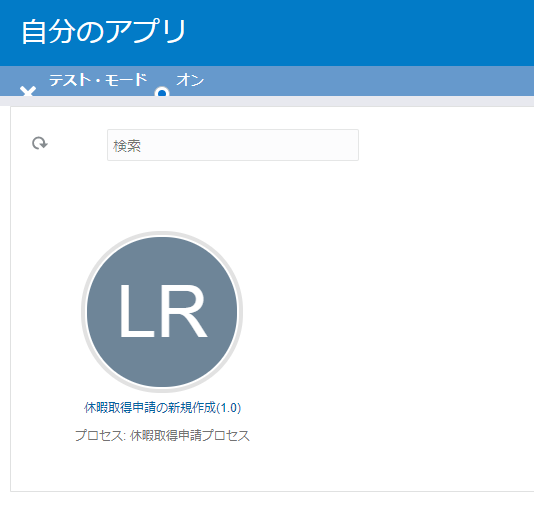 自分のアプリ
テスト・モード オン
検索
LR
休暇取得申請の新規作成(1.0)
プロセス: 休暇取得申請プロセス